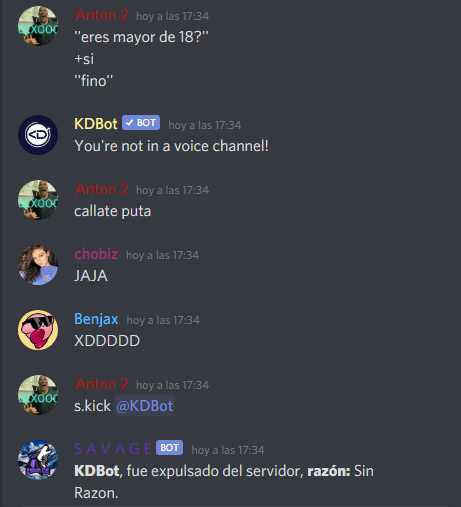 Anton 2 hoy a las 17:34
"eres mayor de 18?"
+si
"fino"
KDBot ✓ BOT hoy a las 17:34
You're not in a voice channel!
Anton 2 hoy a las 17:34
callate puta
chobiz hoy a las 17:34
JAJA
Benjax hoy a las 17:34
XDDDDD
Anton 2 hoy a las 17:34
s.kick @KDBot
S A V A G E BOT hoy a las 17:34
KDBot, fue expulsado del servidor, razón: Sin
Razon.